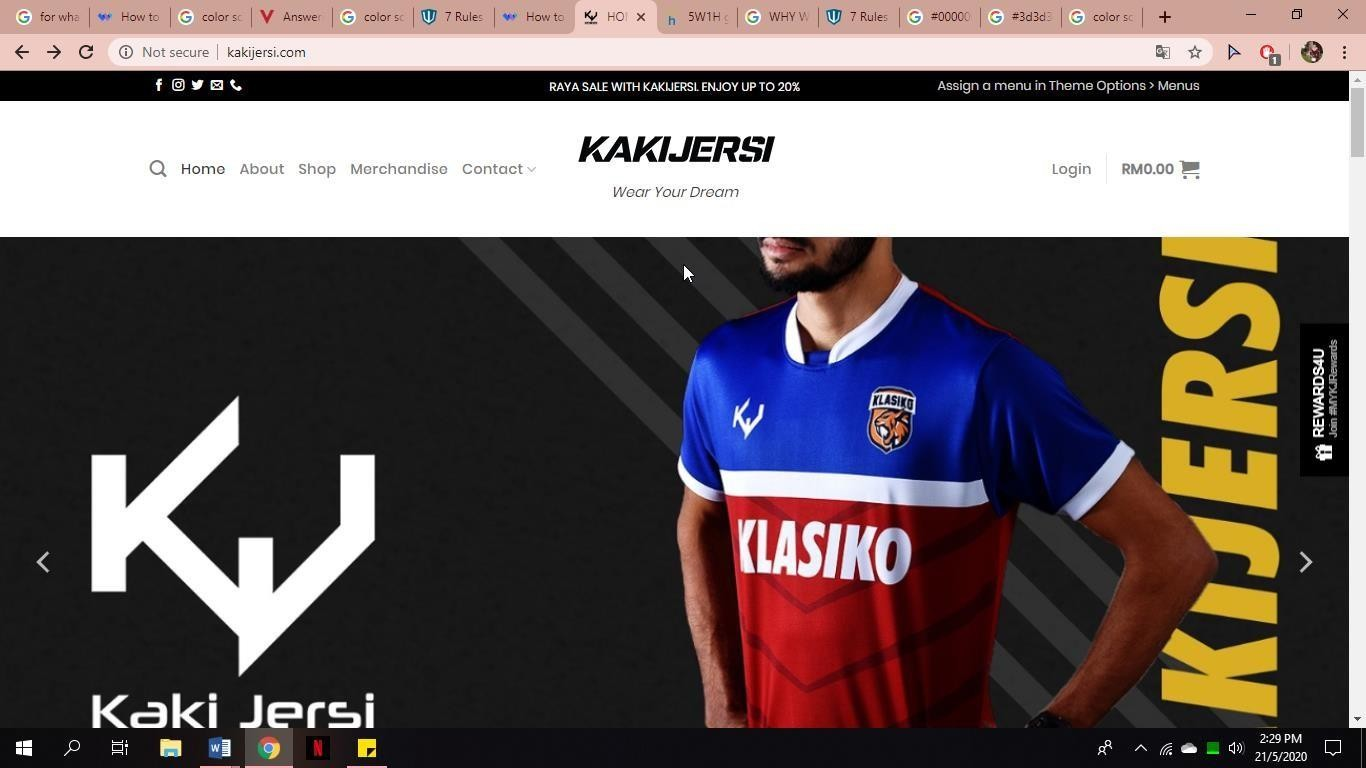 for wha
How to
color sc
Answer
color sc
7 Rules
How to
HO
5W1H g
WHY W
7 Rules
#00000
#3d3d3
color sc
Not secure | kakijersi.com
1
RAYA SALE WITH KAKIJERSI. ENJOY UP TO 20%
Assign a menu in Theme Options > Menus
Home About Shop Merchandise Contact
KAKIJERSI
Wear Your Dream
Login
RM0.00
KJ
Kaki Jersi
KLASIKO
KLASIKO
KIJERSI
REWARDS4U
Join #MYKJRewards
2:29 PM
21/5/2020